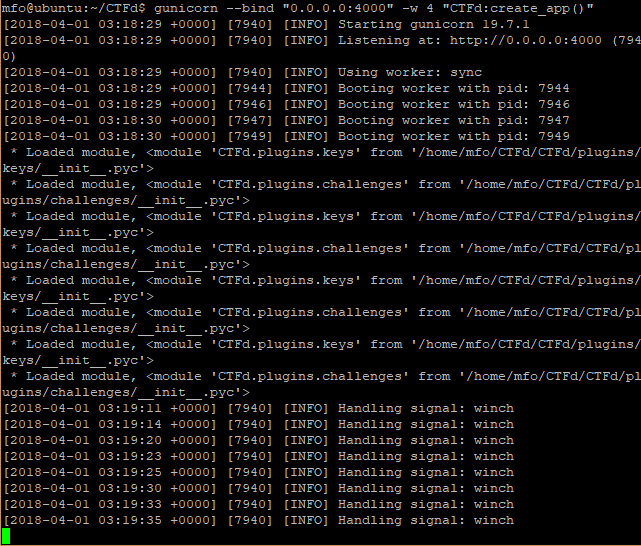 mfo@ubuntu:~/CTFd$ gunicorn --bind "0.0.0.0:4000" -w 4 "CTFd:create_app()"
[2018-04-01 03:18:29 +0000] [7940] [INFO] Starting gunicorn 19.7.1
[2018-04-01 03:18:29 +0000] [7940] [INFO] Listening at: http://0.0.0.0:4000 (794
0)
[2018-04-01 03:18:29 +0000] [7940] [INFO] Using worker: sync
[2018-04-01 03:18:29 +0000] [7944] [INFO] Booting worker with pid: 7944
[2018-04-01 03:18:29 +0000] [7946] [INFO] Booting worker with pid: 7946
[2018-04-01 03:18:30 +0000] [7947] [INFO] Booting worker with pid: 7947
[2018-04-01 03:18:30 +0000] [7949] [INFO] Booting worker with pid: 7949
 * Loaded module, <module 'CTFd.plugins.keys' from '/home/mfo/CTFd/CTFd/plugins/
keys/__init__.pyc'>
 * Loaded module, <module 'CTFd.plugins.challenges' from '/home/mfo/CTFd/CTFd/pl
ugins/challenges/__init__.pyc'>
 * Loaded module, <module 'CTFd.plugins.keys' from '/home/mfo/CTFd/CTFd/plugins/
keys/__init__.pyc'>
 * Loaded module, <module 'CTFd.plugins.challenges' from '/home/mfo/CTFd/CTFd/pl
ugins/challenges/__init__.pyc'>
 * Loaded module, <module 'CTFd.plugins.keys' from '/home/mfo/CTFd/CTFd/plugins/
keys/__init__.pyc'>
 * Loaded module, <module 'CTFd.plugins.challenges' from '/home/mfo/CTFd/CTFd/pl
ugins/challenges/__init__.pyc'>
 * Loaded module, <module 'CTFd.plugins.keys' from '/home/mfo/CTFd/CTFd/plugins/
keys/__init__.pyc'>
 * Loaded module, <module 'CTFd.plugins.challenges' from '/home/mfo/CTFd/CTFd/pl
ugins/challenges/__init__.pyc'>
[2018-04-01 03:19:11 +0000] [7940] [INFO] Handling signal: winch
[2018-04-01 03:19:14 +0000] [7940] [INFO] Handling signal: winch
[2018-04-01 03:19:20 +0000] [7940] [INFO] Handling signal: winch
[2018-04-01 03:19:23 +0000] [7940] [INFO] Handling signal: winch
[2018-04-01 03:19:25 +0000] [7940] [INFO] Handling signal: winch
[2018-04-01 03:19:30 +0000] [7940] [INFO] Handling signal: winch
[2018-04-01 03:19:33 +0000] [7940] [INFO] Handling signal: winch
[2018-04-01 03:19:35 +0000] [7940] [INFO] Handling signal: winch